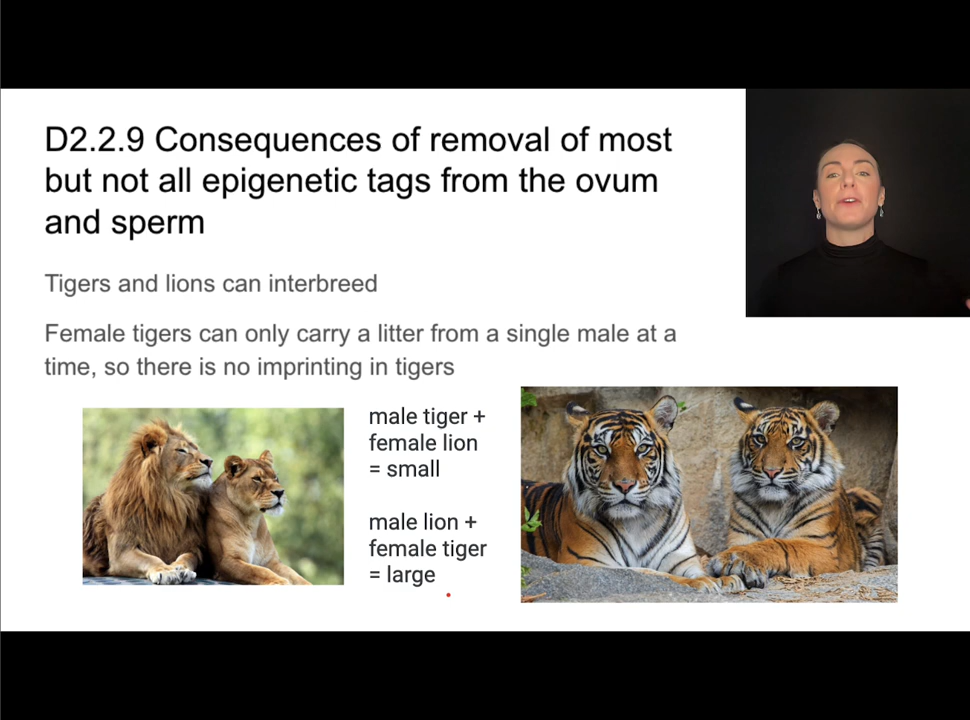 D2.2.9 Consequences of removal of most
but not all epigenetic tags from the ovum
and sperm
Tigers and lions can interbreed
Female tigers can only carry a litter from a single male at a
time, so there is no imprinting in tigers
male tiger +
female lion
= small
male lion +
female tiger
= large